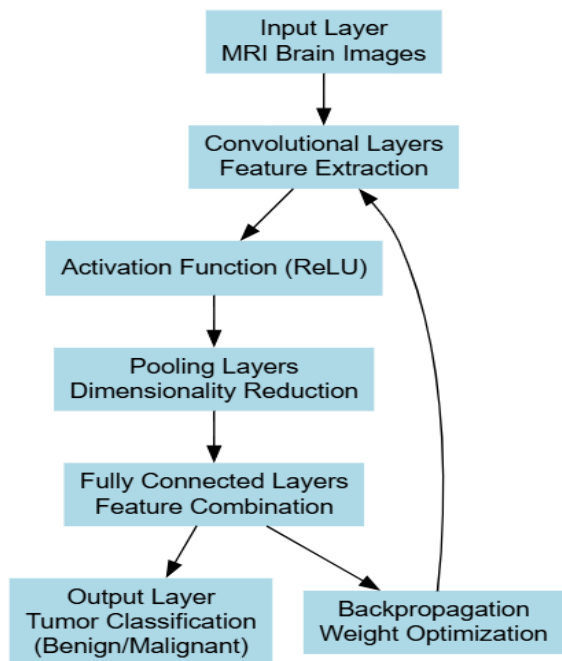 Input Layer
MRI Brain Images
Convolutional Layers
Feature Extraction
Activation Function (ReLU)
Pooling Layers
Dimensionality Reduction
Fully Connected Layers
Feature Combination
Output Layer
Tumor Classification
(Benign/Malignant)
Backpropagation
Weight Optimization